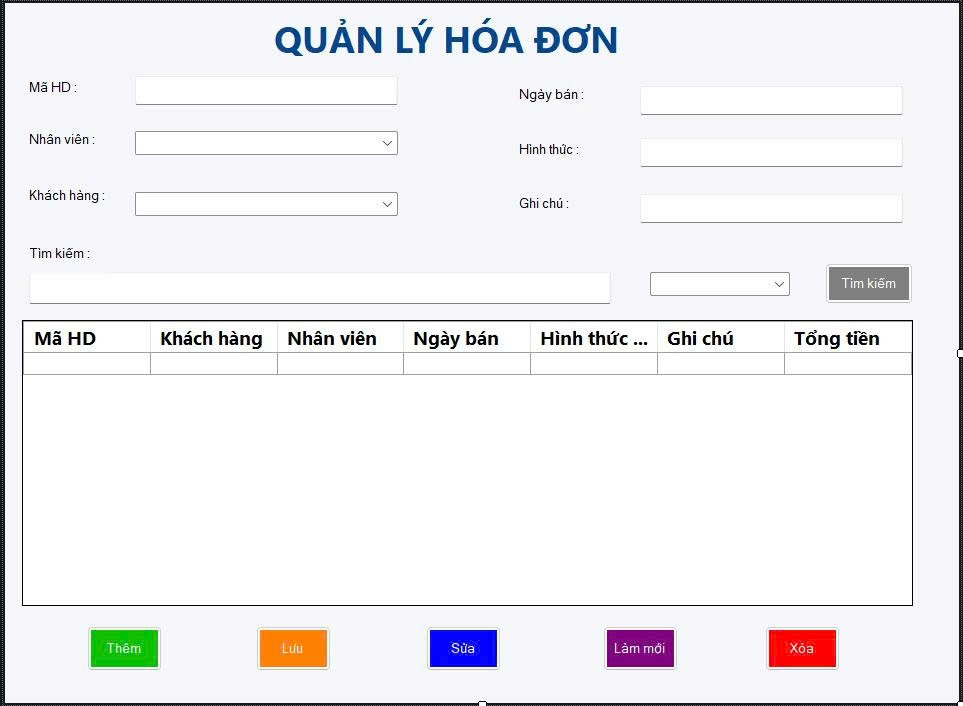 QUẢN LÝ HÓA ĐƠN
Mã HD :
Ngày bán :
Nhân viên :
Hình thức :
Khách hàng :
Ghi chú :
Tìm kiếm :
Tìm kiếm
Mã HD Khách hàng Nhân viên Ngày bán Hình thức ... Ghi chú Tổng tiền
Thêm Lưu Sửa Làm mới Xóa